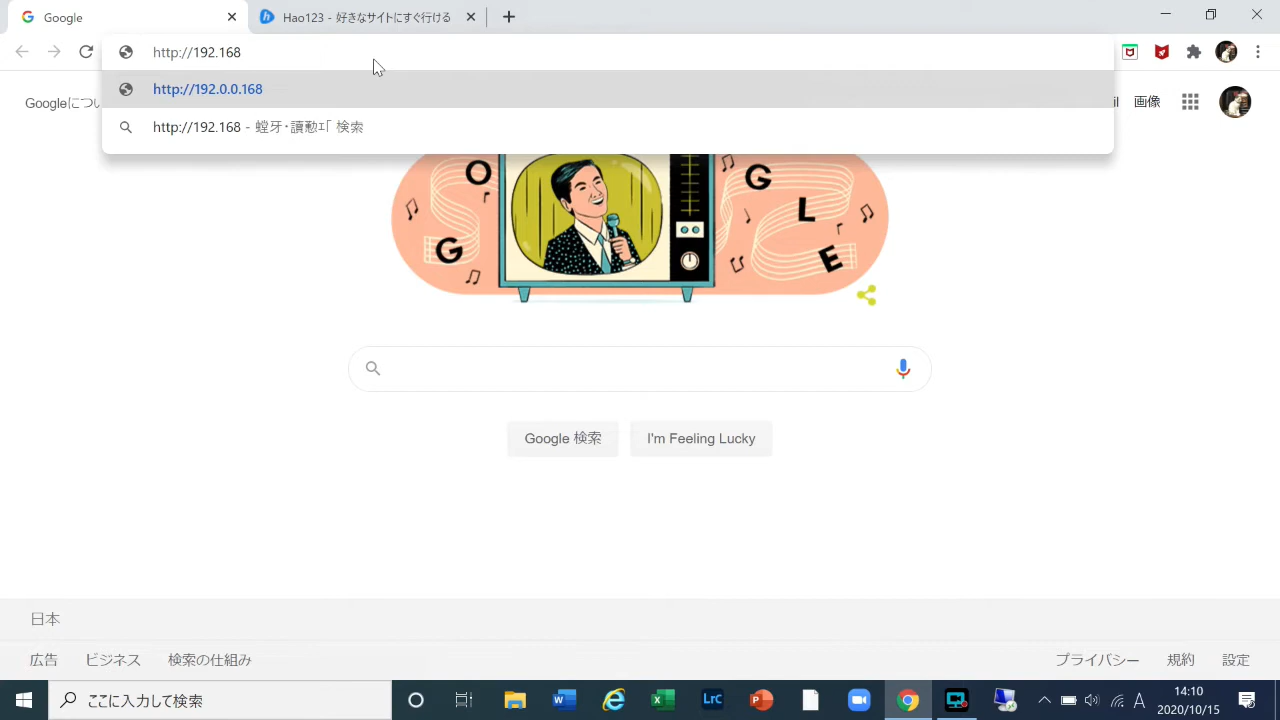 Google
Hao123 - 好きなサイトにすぐ行ける
http://192.168
http://192.0.0.168
http://192.168 - 螳牙・讀懃ｴ｢ 検索
Googleについ
il 画像
G O G L E
Google 検索
I'm Feeling Lucky
日本
広告 ビジネス 検索の仕組み プライバシー 規約 設定
ここに入力して検索
W
X
LrC
P
A
14:10
2020/10/15